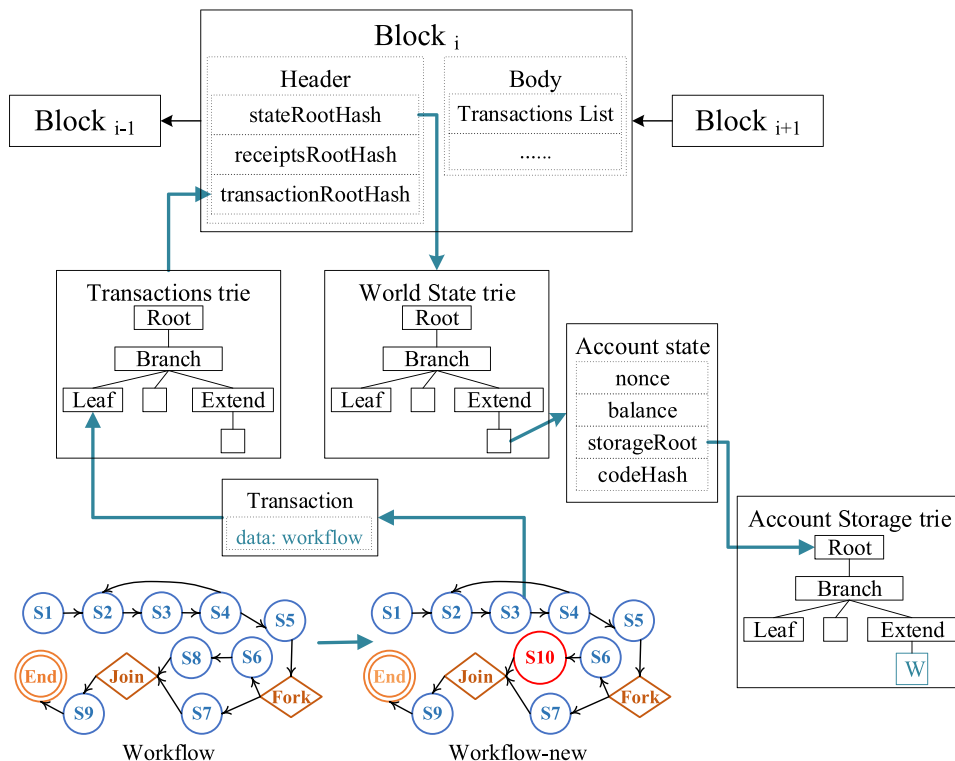 Block i
Header
stateRootHash
receiptsRootHash
transactionRootHash
Body
Transactions List
......
Block i-1
Block i+1
Transactions trie
Root
Branch
Leaf
Extend
World State trie
Root
Branch
Leaf
Extend
Account state
nonce
balance
storageRoot
codeHash
Transaction
data: workflow
Account Storage trie
Root
Branch
Leaf
Extend
W
S1
S2
S3
S4
S5
S8
S6
End
Join
Fork
S9
S7
Workflow
S1
S2
S3
S4
S5
S10
S6
End
Join
Fork
S9
S7
Workflow-new